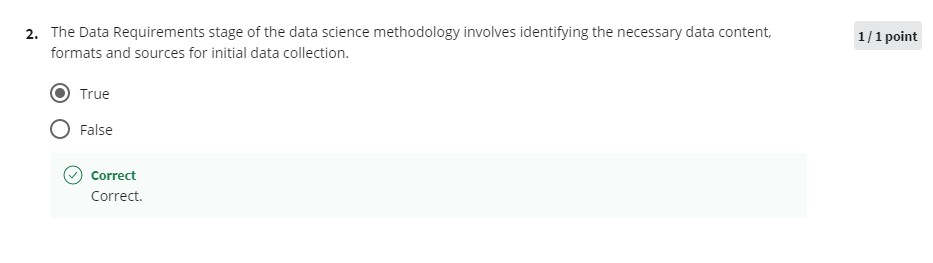 2. The Data Requirements stage of the data science methodology involves identifying the necessary data content,
formats and sources for initial data collection.
1 / 1 point
True
False
Correct
Correct.